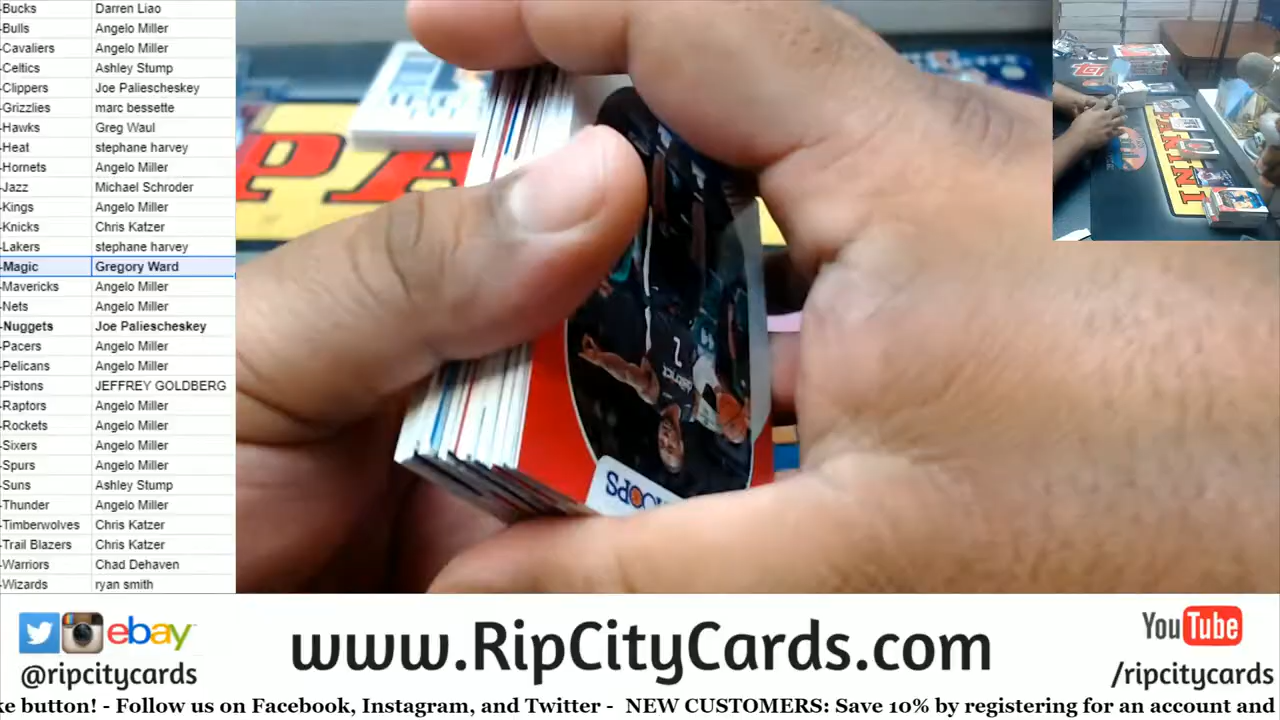 -Bucks Darren Liao
-Bulls Angelo Miller
-Cavaliers Angelo Miller
-Celtics Ashley Stump
-Clippers Joe Paliescheskey
-Grizzlies marc bessette
-Hawks Greg Waul
-Heat stephane harvey
-Hornets Angelo Miller
-Jazz Michael Schroder
-Kings Angelo Miller
-Knicks Chris Katzer
-Lakers stephane harvey
-Magic Gregory Ward
-Mavericks Angelo Miller
-Nets Angelo Miller
-Nuggets Joe Paliescheskey
-Pacers Angelo Miller
-Pelicans Angelo Miller
-Pistons JEFFREY GOLDBERG
-Raptors Angelo Miller
-Rockets Angelo Miller
-Sixers Angelo Miller
-Spurs Angelo Miller
-Suns Ashley Stump
-Thunder Angelo Miller
-Timberwolves Chris Katzer
-Trail Blazers Chris Katzer
-Warriors Chad Dehaven
-Wizards ryan smith
PA
2
HOOPS
PANINI
ebay
@ripcitycards
www.RipCityCards.com
YouTube
/ripcitycards
ke button! - Follow us on Facebook, Instagram, and Twitter - NEW CUSTOMERS: Save 10% by registering for an account and